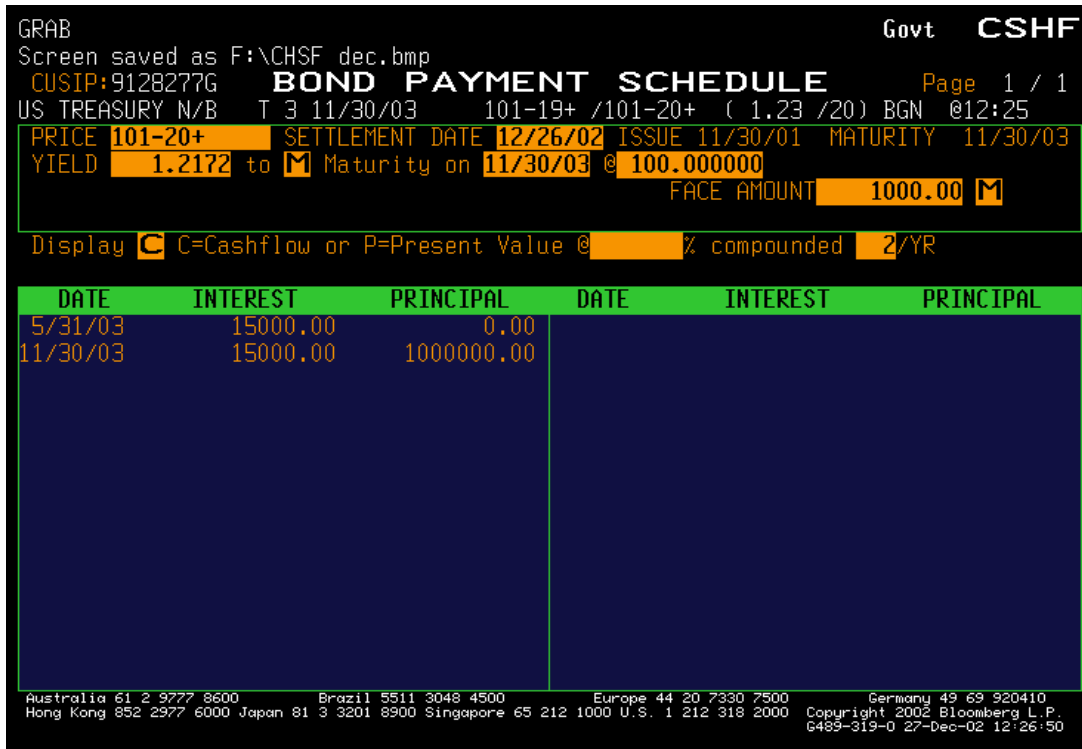 GRAB Govt CSHF
Screen saved as F:\CHSF dec.bmp
CUSIP:9128277G BOND PAYMENT SCHEDULE Page 1 / 1
US TREASURY N/B T 3 11/30/03 101-19+ /101-20+ ( 1.23 /20) BGN @12:25
PRICE 101-20+ SETTLEMENT DATE 12/26/02 ISSUE 11/30/01 MATURITY 11/30/03
YIELD 1.2172 to M Maturity on 11/30/03 @ 100.000000
FACE AMOUNT 1000.00 M
Display C C=Cashflow or P=Present Value @ % compounded 2/YR
DATE INTEREST PRINCIPAL DATE INTEREST PRINCIPAL
5/31/03 15000.00 0.00
11/30/03 15000.00 1000000.00
Australia 61 2 9777 8600 Brazil 5511 3048 4500 Europe 44 20 7330 7500 Germany 49 69 920410
Hong Kong 852 2977 6000 Japan 81 3 3201 8900 Singapore 65 212 1000 U.S. 1 212 318 2000 Copyright 2002 Bloomberg L.P.
G489-319-0 27-Dec-02 12:26:50